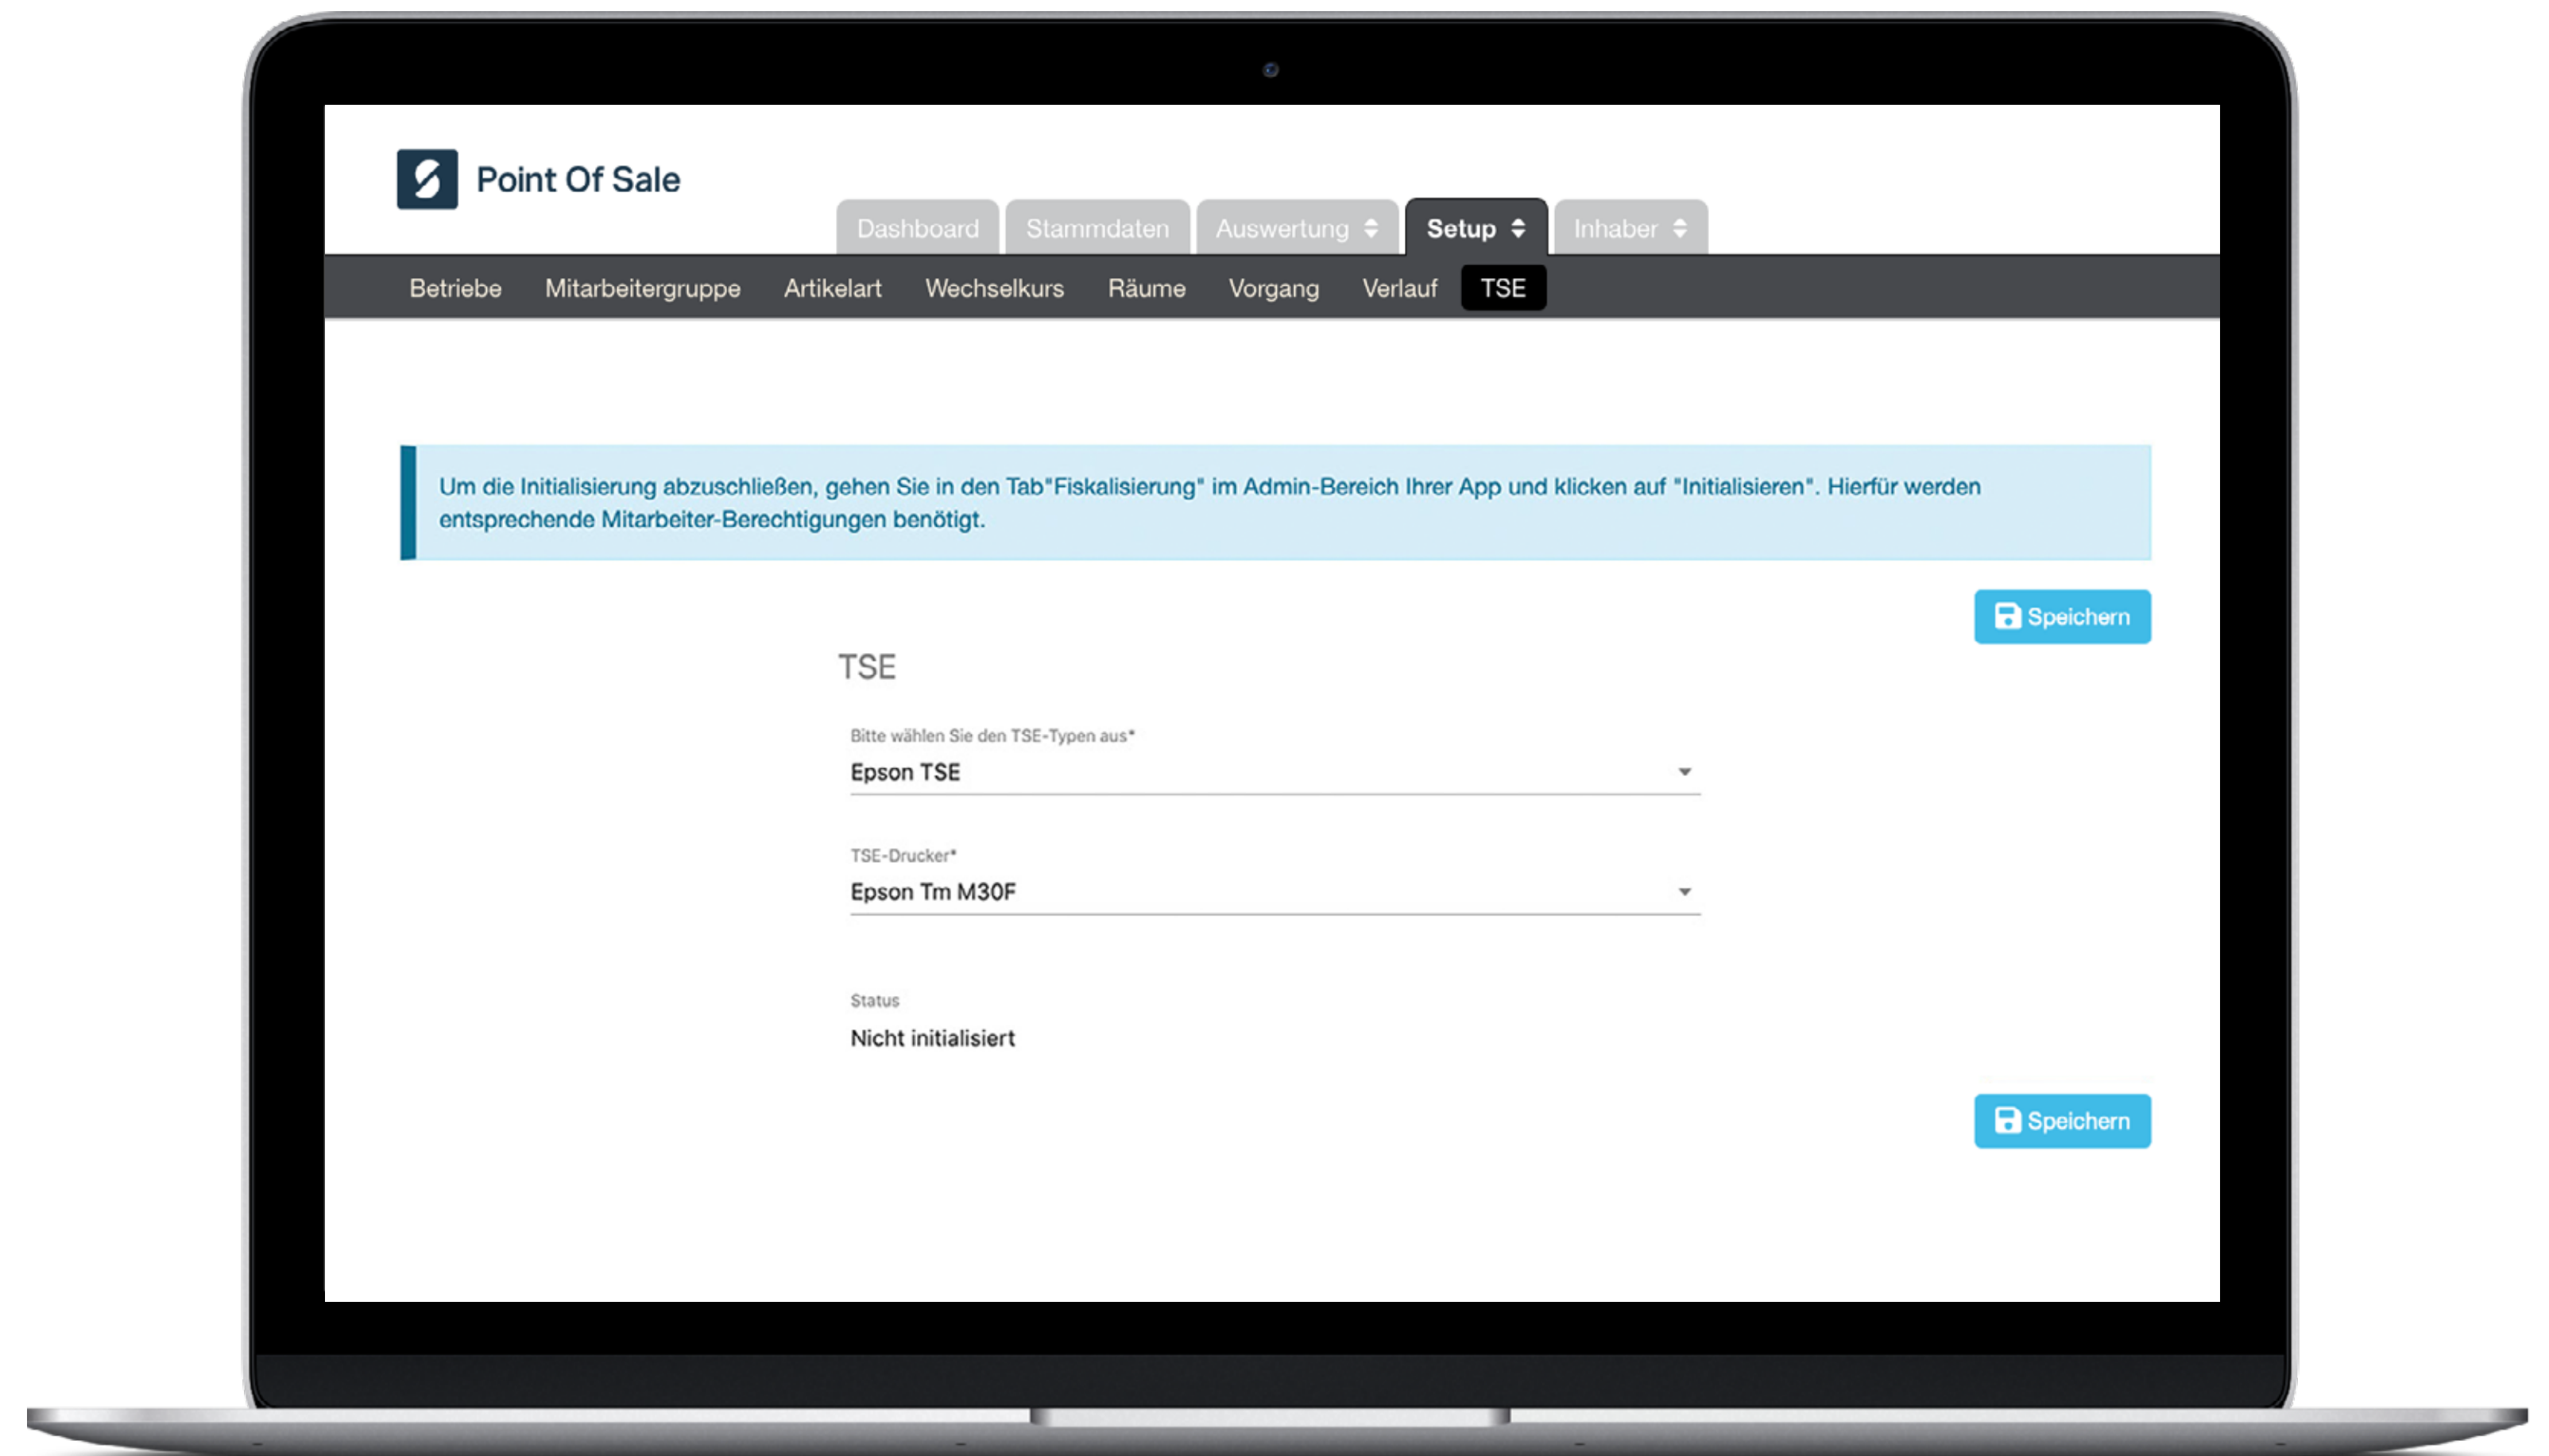 Point Of Sale
Dashboard Stammdaten Auswertung Setup Inhaber
Betriebe Mitarbeitergruppe Artikelart Wechselkurs Räume Vorgang Verlauf TSE
Um die Initialisierung abzuschließen, gehen Sie in den Tab"Fiskalisierung" im Admin-Bereich Ihrer App und klicken auf "Initialisieren". Hierfür werden
entsprechende Mitarbeiter-Berechtigungen benötigt.
Speichern
TSE
Bitte wählen Sie den TSE-Typen aus*
Epson TSE
TSE-Drucker*
Epson Tm M30F
Status
Nicht initialisiert
Speichern